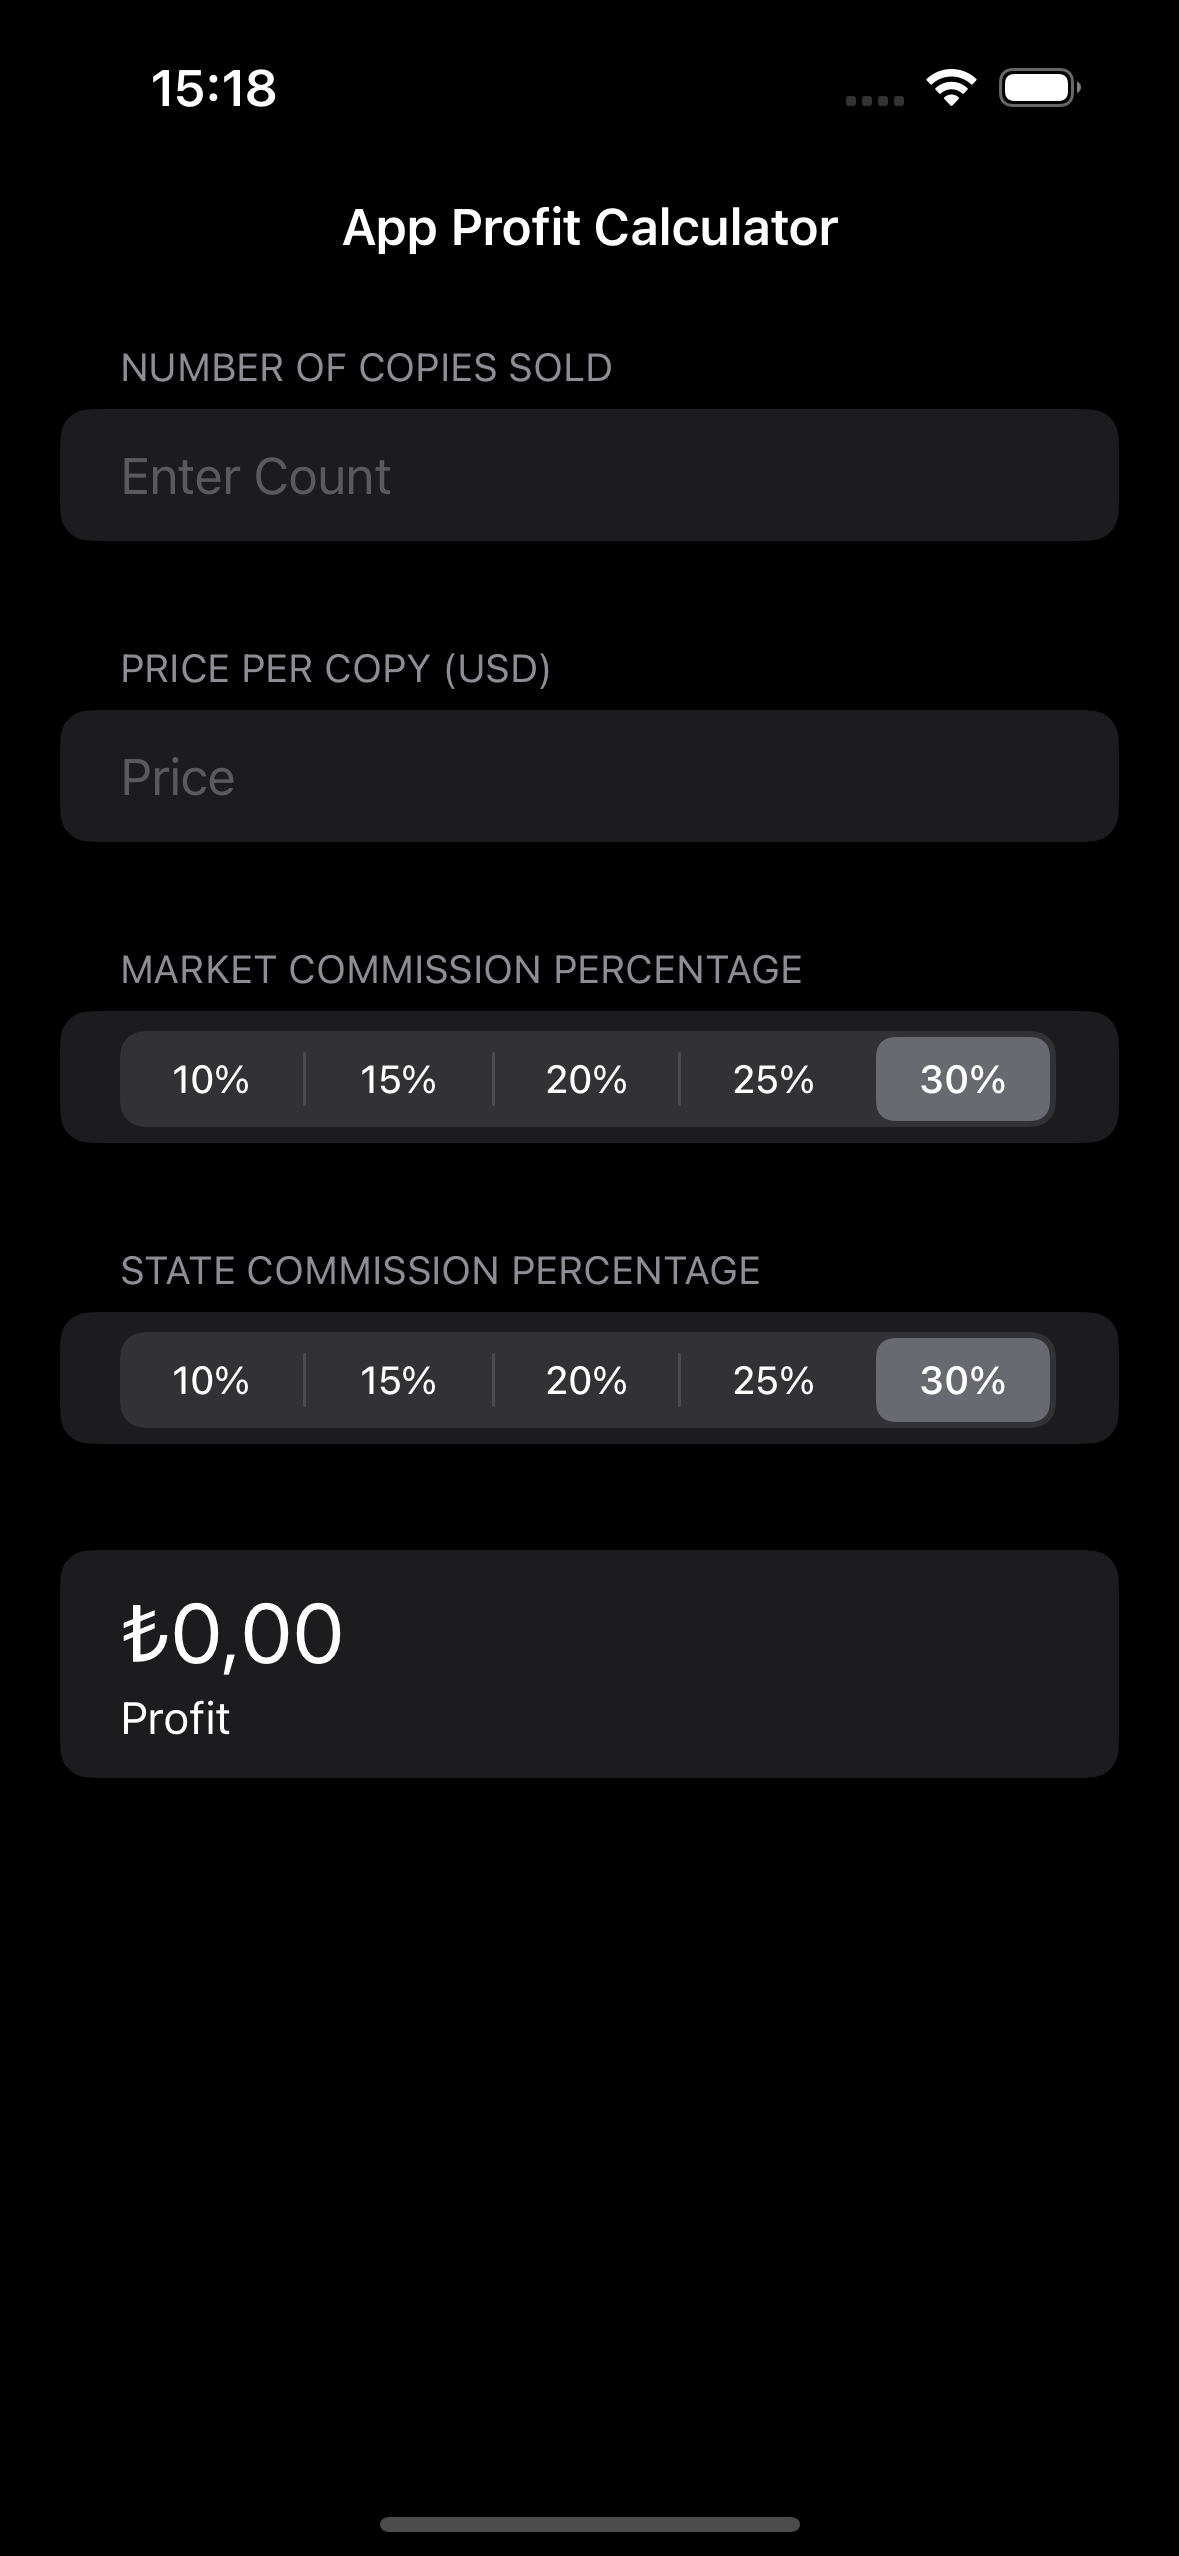 15:18
App Profit Calculator
NUMBER OF COPIES SOLD
Enter Count
PRICE PER COPY (USD)
Price
MARKET COMMISSION PERCENTAGE
10% 15% 20% 25% 30%
STATE COMMISSION PERCENTAGE
10% 15% 20% 25% 30%
₺0,00
Profit